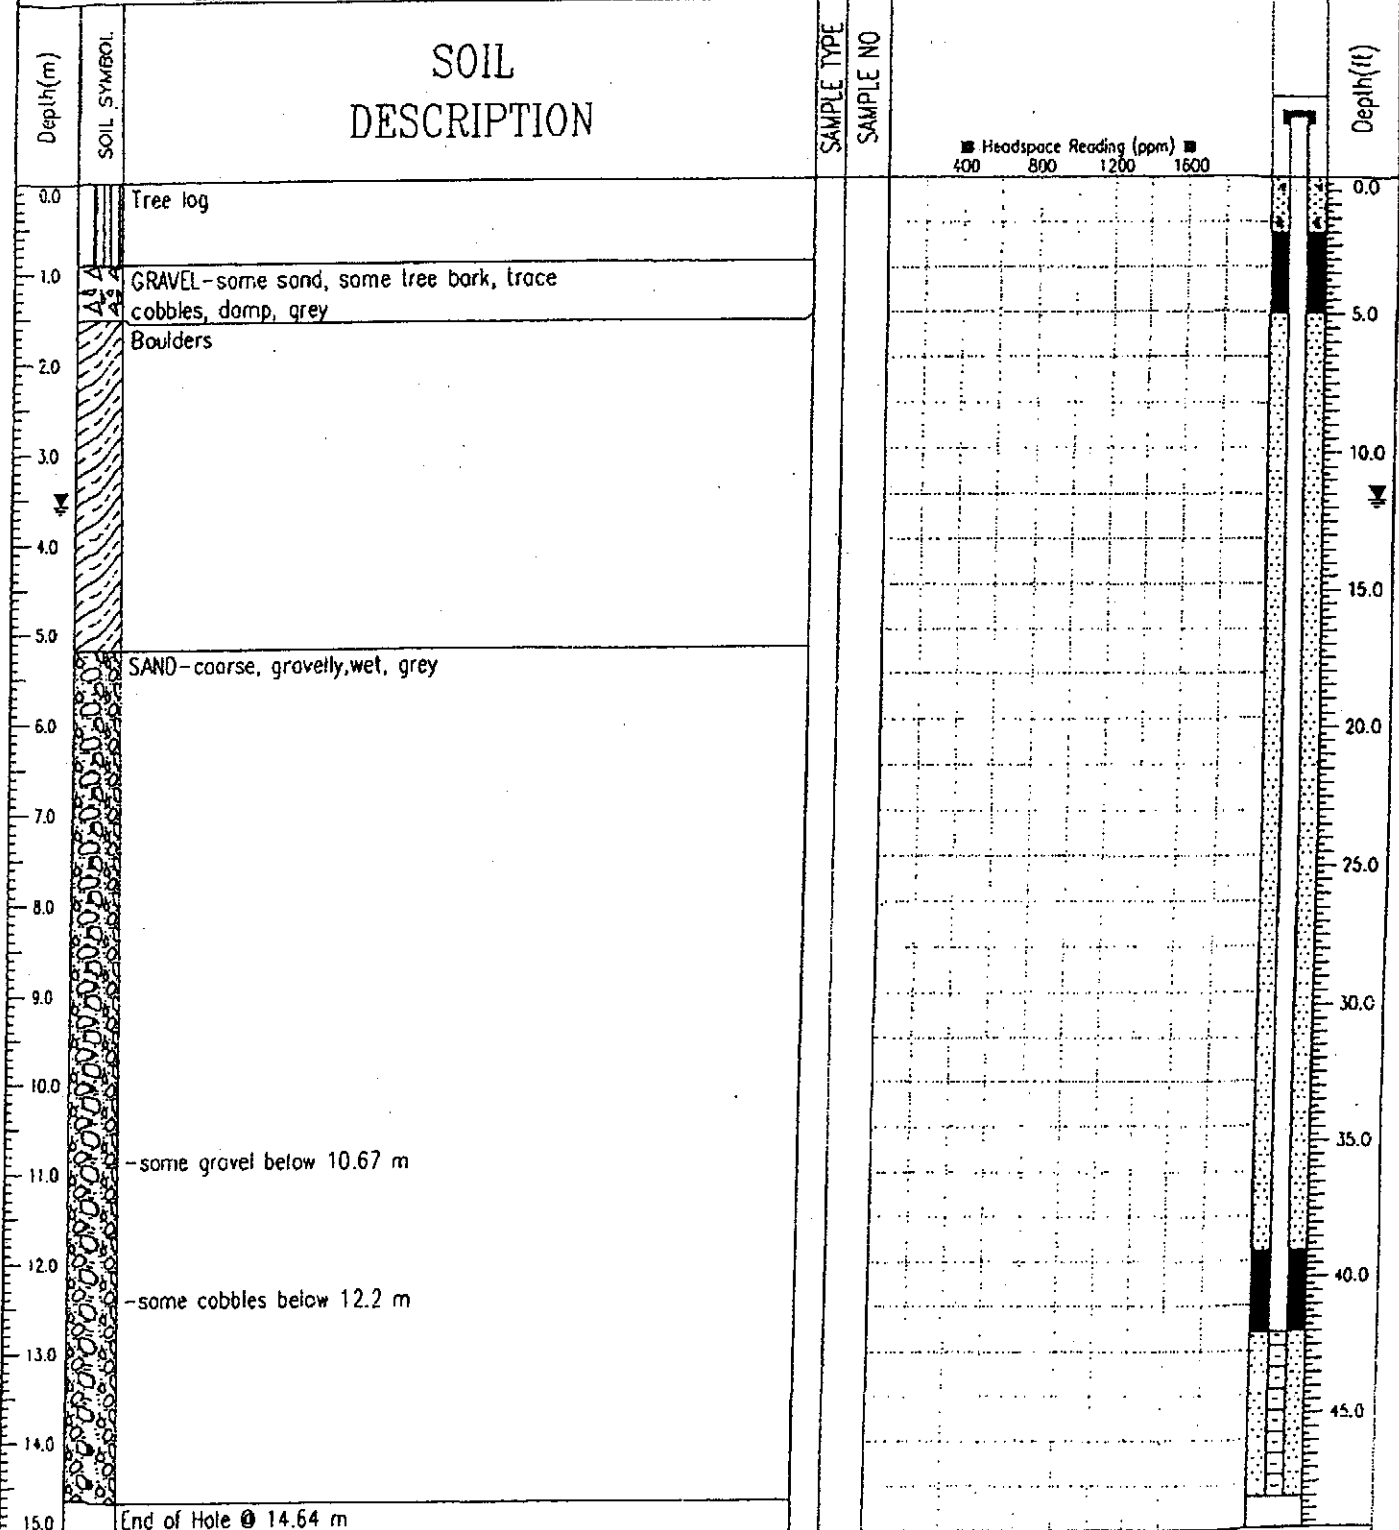 Depth(m)
SOIL SYMBOL
SOIL
DESCRIPTION
SAMPLE TYPE
SAMPLE NO
Headspace Reading (ppm)
400 800 1200 1600
Depth(ft)
0.0
Tree log
0.0
1.0
GRAVEL-some sand, some tree bark, trace
cobbles, damp, grey
5.0
Boulders
2.0
3.0
10.0
4.0
15.0
5.0
SAND-coarse, gravelly,wet, grey
6.0
20.0
7.0
25.0
8.0
9.0
30.0
10.0
35.0
-some gravel below 10.67 m
11.0
12.0
40.0
-some cobbles below 12.2 m
13.0
45.0
14.0
End of Hole @ 14.64 m
15.0